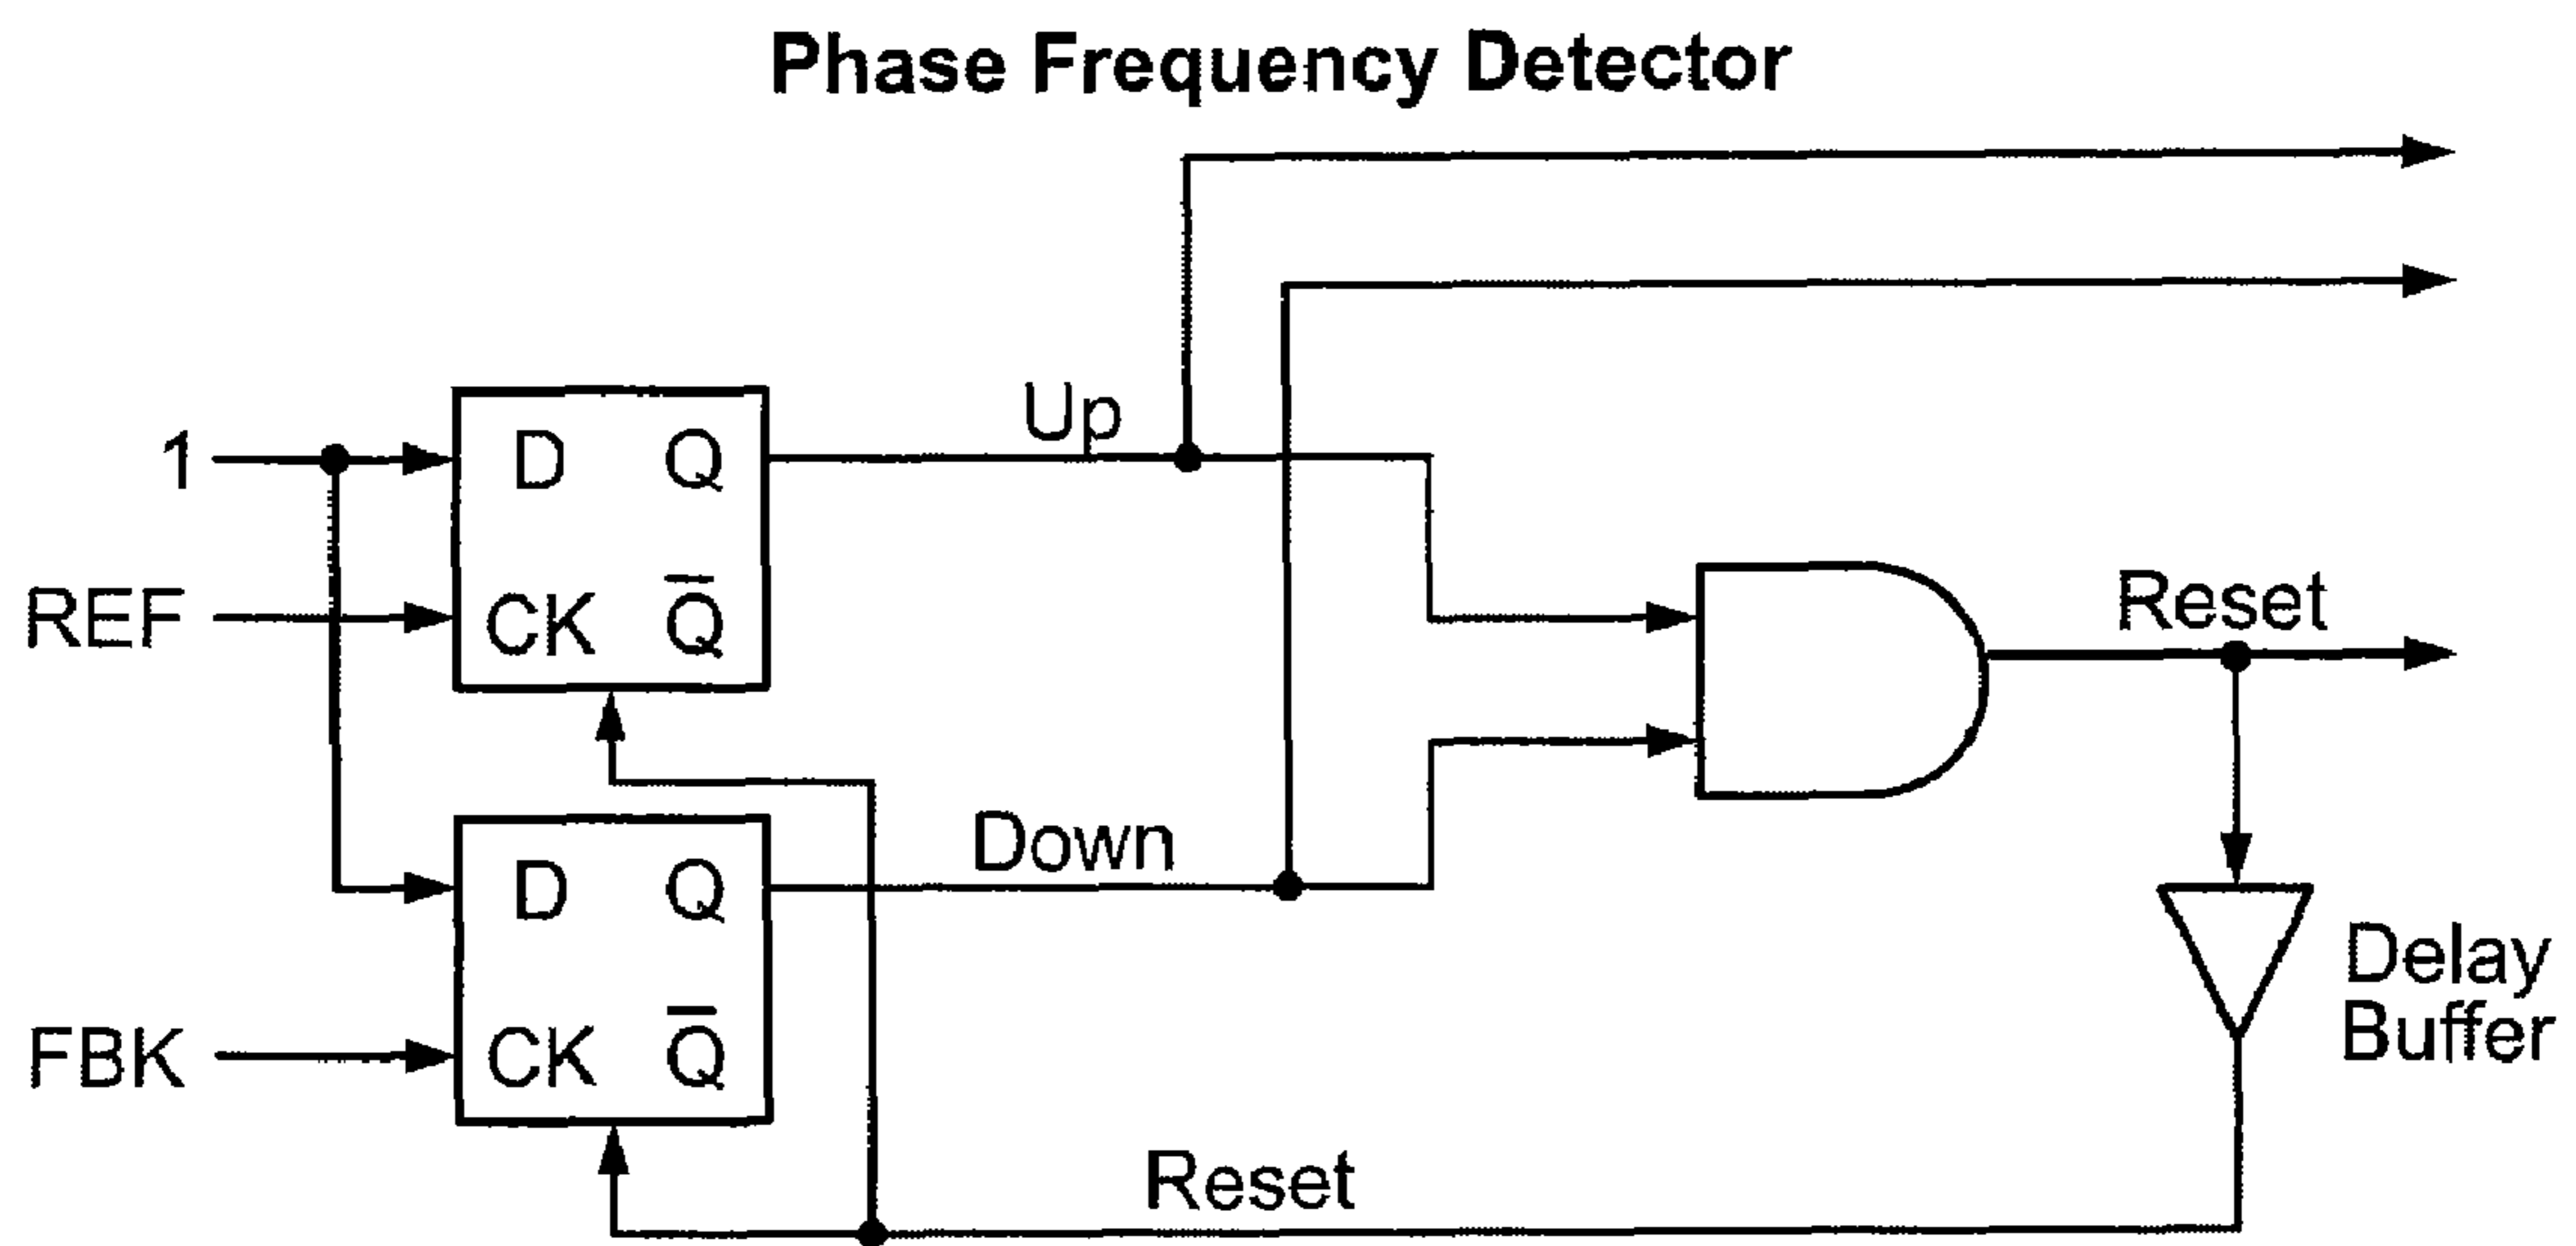 Phase Frequency Detector
Up
1
D Q
REF
CK Q̅
Reset
Down
D Q
Delay
Buffer
FBK
CK Q̅
Reset